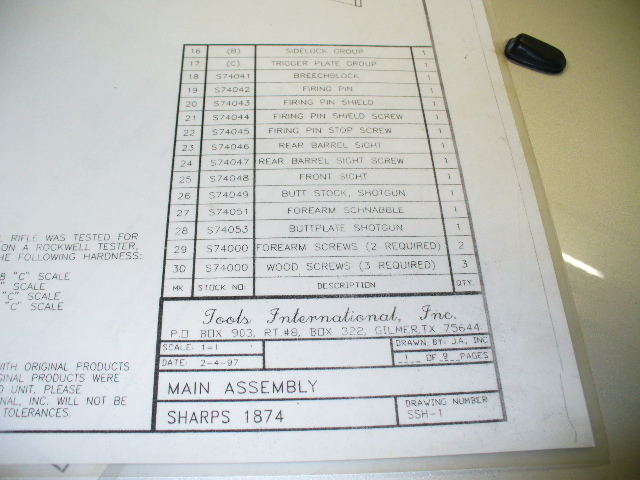 16 (B) SIDELOCK GROUP 1
17 (C) TRIGGER PLATE GROUP 1
18 S74041 BREECHBLOCK 1
19 S74042 FIRING PIN 1
20 S74043 FIRING PIN SHIELD 1
21 S74044 FIRING PIN SHIELD SCREW 1
22 S74045 FIRING PIN STOP SCREW 1
23 S74046 REAR BARREL SIGHT 1
24 S74047 REAR BARREL SIGHT SCREW 1
25 S74048 FRONT SIGHT 1
26 S74049 BUTT STOCK, SHOTGUN 1
27 S74051 FOREARM SCHNABBLE 1
28 S74053 BUTTPLATE SHOTGUN 1
29 S74000 FOREARM SCREWS (2 REQUIRED) 2
30 S74000 WOOD SCREWS (3 REQUIRED) 3
MK STOCK NO. DESCRIPTION QTY.
RIFLE WAS TESTED FOR
ON A ROCKWELL TESTER,
THE FOLLOWING HARDNESS:
"C" SCALE
SCALE
"C" SCALE
"C" SCALE
WITH ORIGINAL PRODUCTS
PRODUCTS WERE
UNIT. PLEASE
INC. WILL NOT BE
TOLERANCES.
Tools International, Inc.
P.O. BOX 903, RT.#8, BOX 322, GILMER,TX 75644
SCALE: 1=1
DATE: 2-4-97
DRAWN BY: J.A, INC
1 OF 9 PAGES
MAIN ASSEMBLY
SHARPS 1874
DRAWING NUMBER
SSH-1